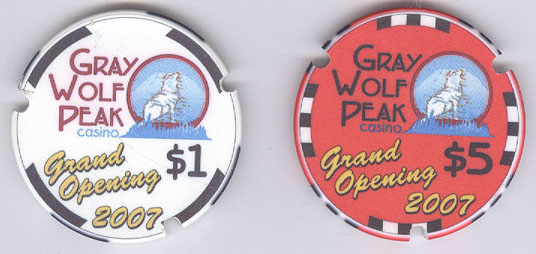 GRAY
WOLF
PEAK
casino
$1
Grand
Opening
2007
GRAY
WOLF
PEAK
casino
$5
Grand
Opening
2007